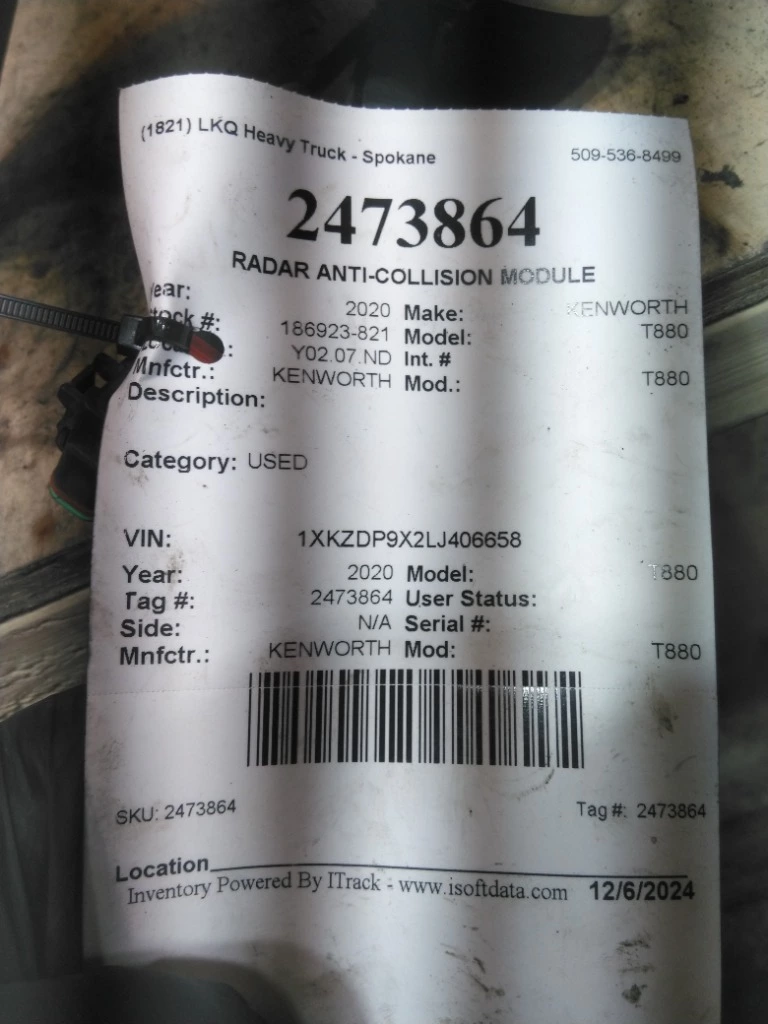 (1821) LKQ Heavy Truck - Spokane 509-536-8499
2473864
RADAR ANTI-COLLISION MODULE
Year: 2020 Make: KENWORTH
Stock #: 186923-821 Model: T880
Y02.07.ND Int. #
Mnfctr.: KENWORTH Mod.: T880
Description:
Category: USED
VIN: 1XKZDP9X2LJ406658
Year: 2020 Model: T880
Tag #: 2473864 User Status:
Side: N/A Serial #:
Mnfctr.: KENWORTH Mod: T880
SKU: 2473864 Tag #: 2473864
Location
Inventory Powered By ITrack - www.isoftdata.com 12/6/2024